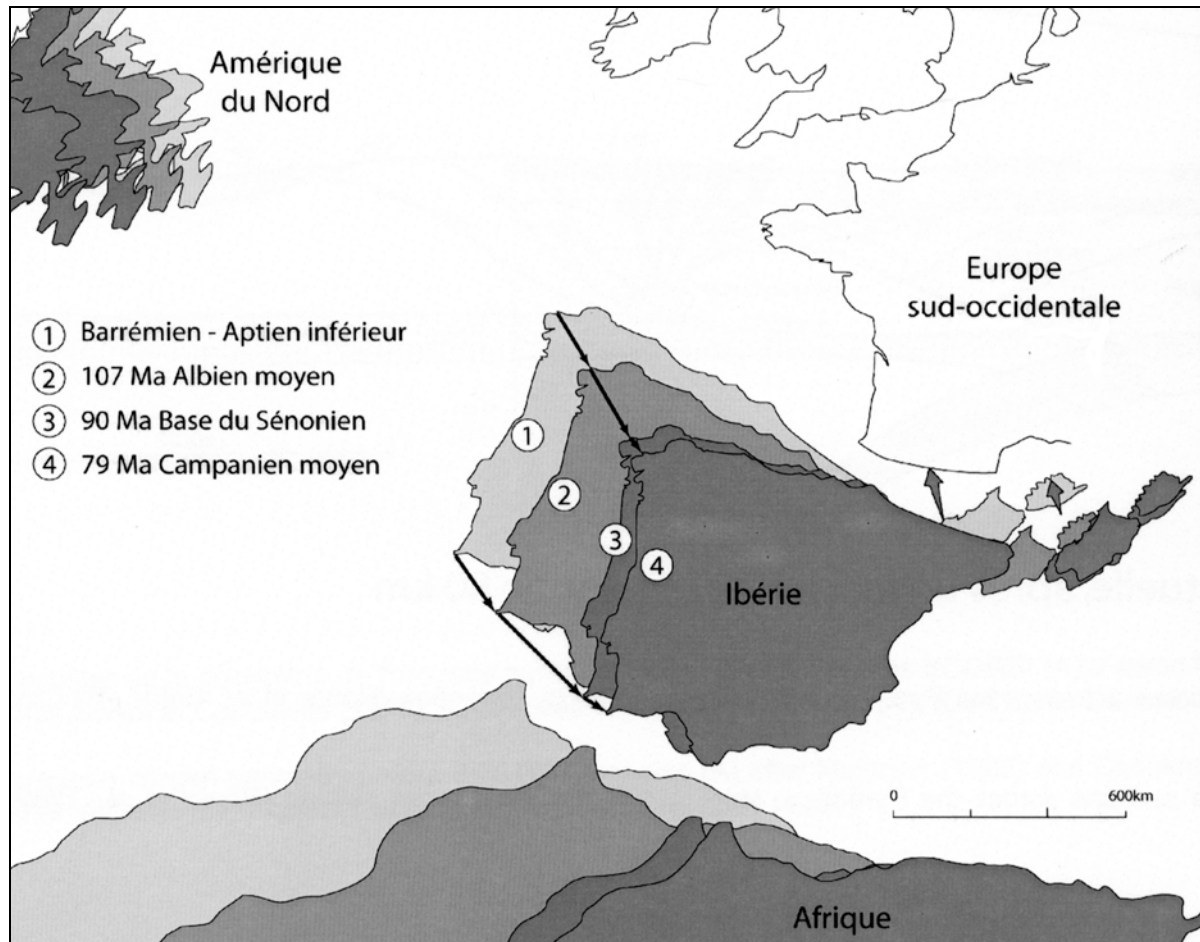 Amérique
du Nord
Europe
sud-occidentale
① Barrémien - Aptien inférieur
② 107 Ma Albien moyen
③ 90 Ma Base du Sénonien
④ 79 Ma Campanien moyen
1
2
3
4
Ibérie
0 600km
Afrique